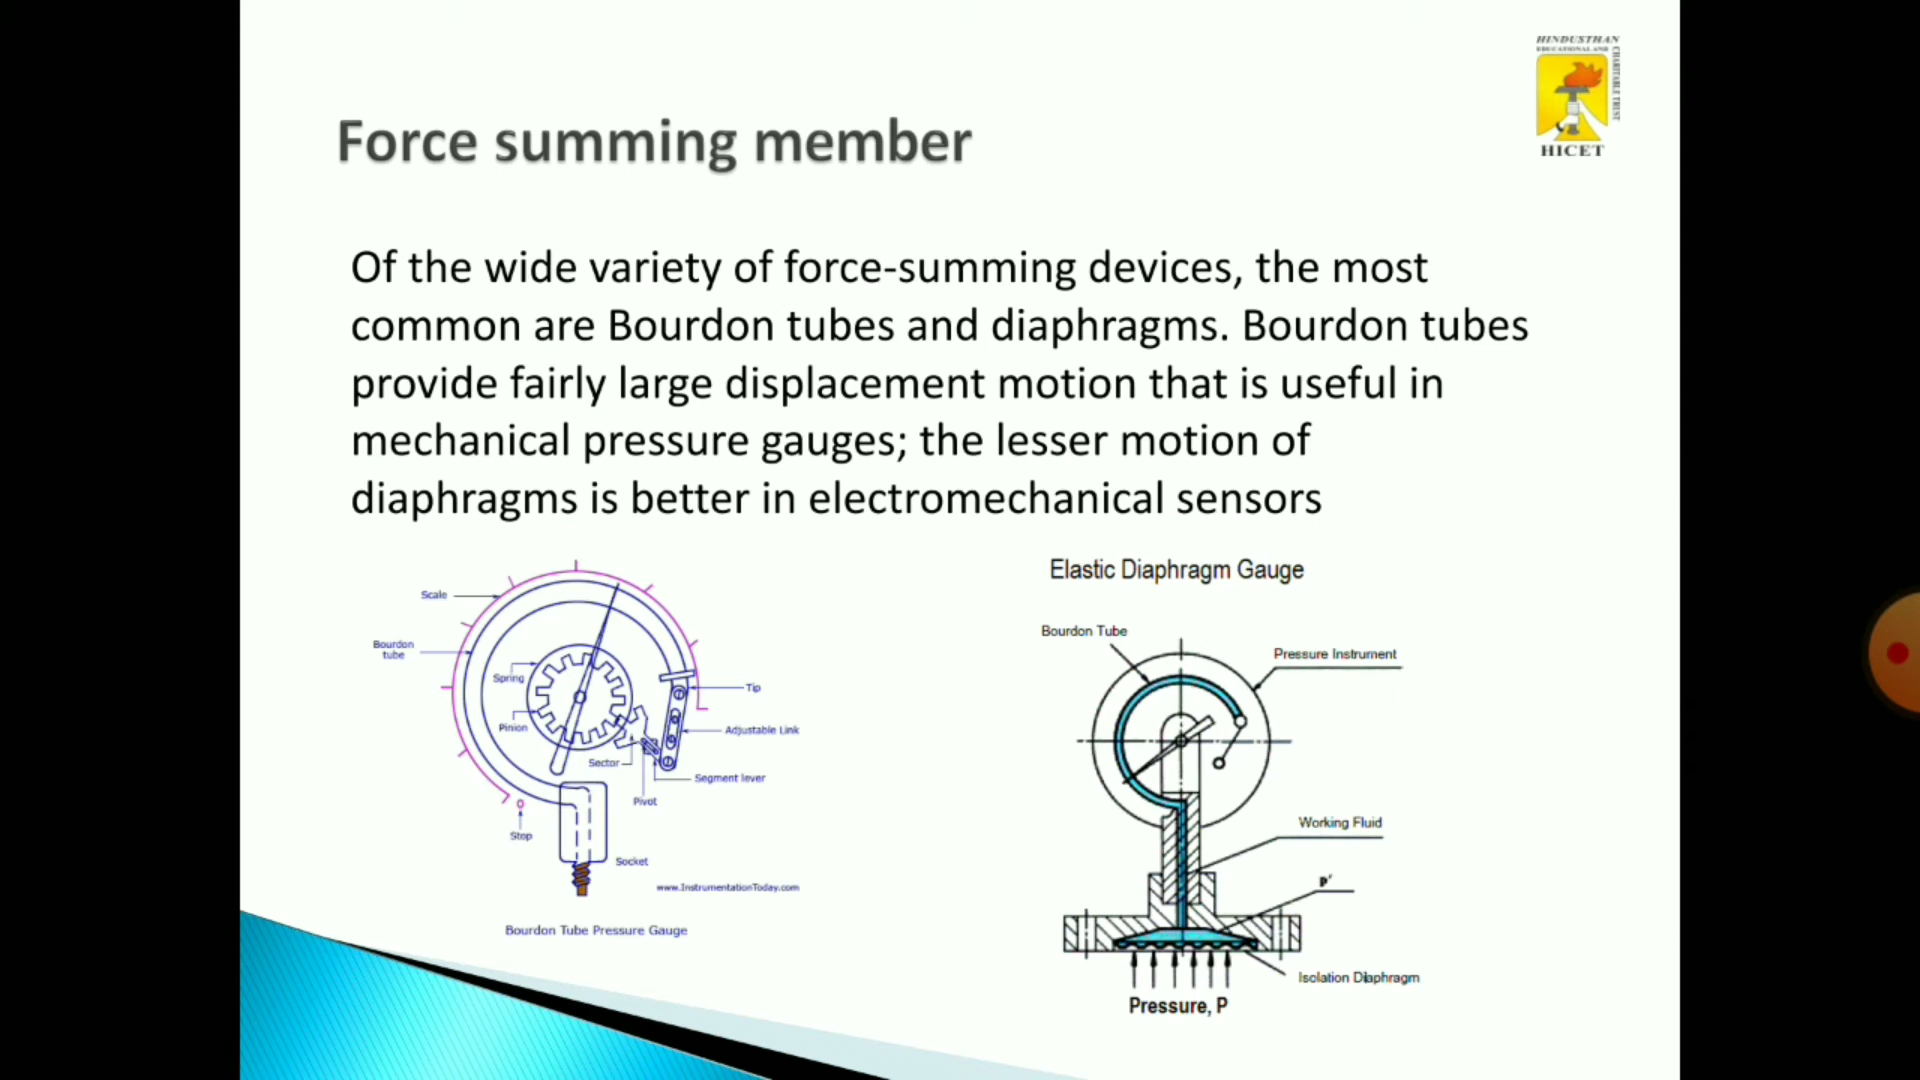 HINDUSTHAN
EDUCATIONAL AND
CHARITABLE TRUST
HICET
Force summing member
Of the wide variety of force-summing devices, the most
common are Bourdon tubes and diaphragms. Bourdon tubes
provide fairly large displacement motion that is useful in
mechanical pressure gauges; the lesser motion of
diaphragms is better in electromechanical sensors
Scale
Bourdon
tube
Spring
Pinion
Tip
Adjustable Link
Sector
Segment lever
Pivot
Stop
Socket
www.InstrumentationToday.com
Bourdon Tube Pressure Gauge
Elastic Diaphragm Gauge
Bourdon Tube
Pressure Instrument
Working Fluid
P'
Isolation Diaphragm
Pressure, P